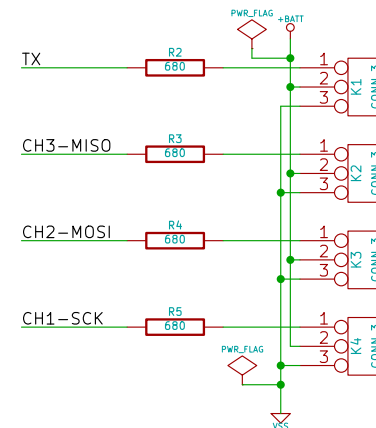 PWR_FLAG
+BATT
TX
R2
680
1
2
3
K1
CH3-MISO
R3
680
1
2
3
K2
CH2-MOSI
R4
680
1
2
3
K3
CH1-SCK
R5
680
1
2
3
K4
PWR_FLAG
VSS